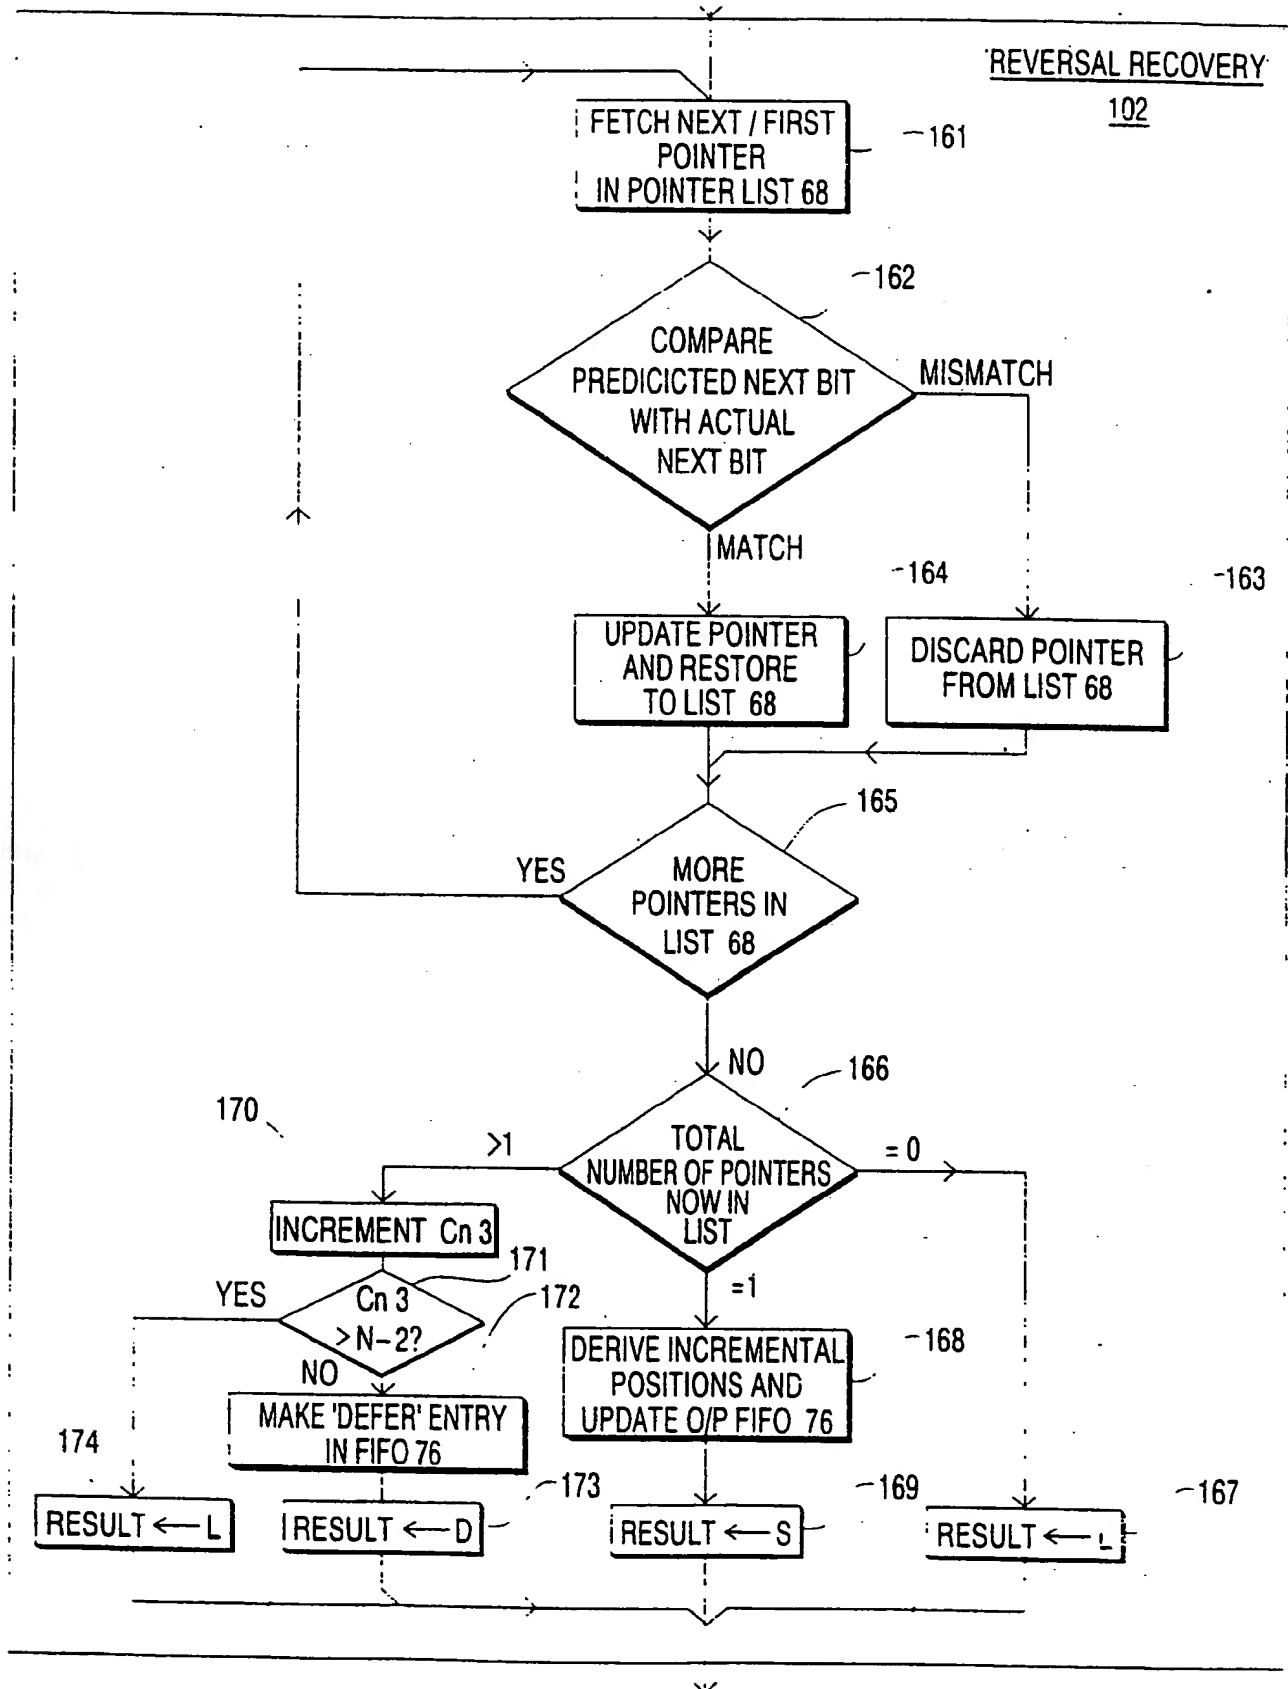 REVERSAL RECOVERY
102
FETCH NEXT / FIRST
POINTER
IN POINTER LIST 68
161
162
COMPARE
PREDICICTED NEXT BIT
WITH ACTUAL
NEXT BIT
MISMATCH
MATCH
164
163
UPDATE POINTER
AND RESTORE
TO LIST 68
DISCARD POINTER
FROM LIST 68
165
YES
MORE
POINTERS IN
LIST 68
NO
166
170
>1
TOTAL
NUMBER OF POINTERS
NOW IN
LIST
= 0
INCREMENT Cn 3
171
YES
Cn 3
>N-2?
172
=1
NO
DERIVE INCREMENTAL
POSITIONS AND
UPDATE O/P FIFO 76
168
MAKE 'DEFER' ENTRY
IN FIFO 76
174
173
169
167
RESULT ← L
RESULT ← D
RESULT ← S
RESULT ← L